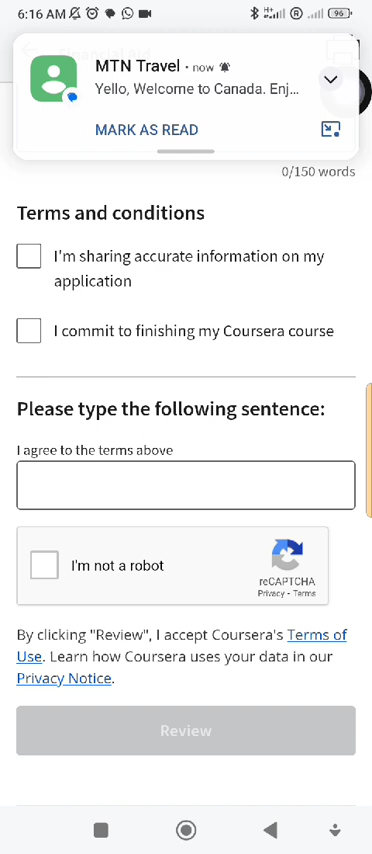 6:16 AM
96
MTN Travel · now
Yello, Welcome to Canada. Enj...
MARK AS READ
0/150 words
Terms and conditions
I'm sharing accurate information on my
application
I commit to finishing my Coursera course
Please type the following sentence:
I agree to the terms above
I'm not a robot
reCAPTCHA
Privacy - Terms
By clicking "Review", I accept Coursera's Terms of
Use. Learn how Coursera uses your data in our
Privacy Notice.
Review